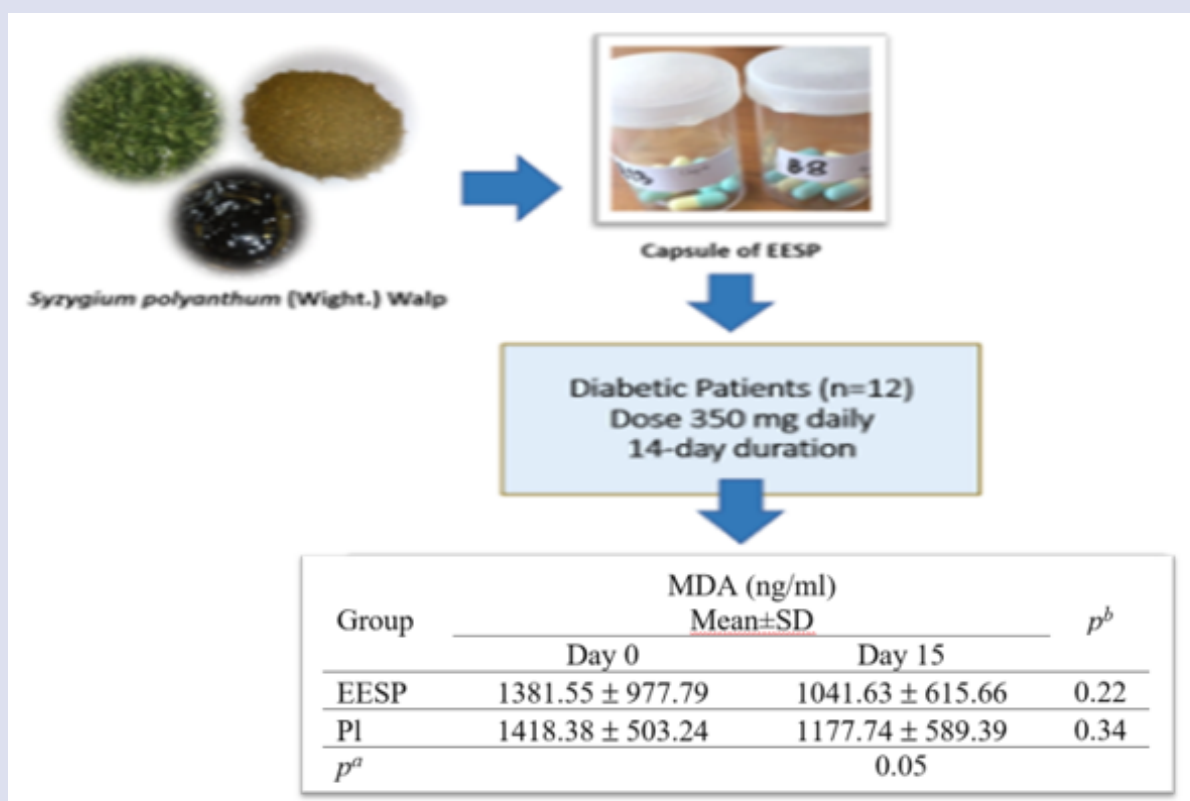 Syzygium polyanthum (Wight.) Walp
Capsule of EESP
Diabetic Patients (n=12)
Dose 350 mg daily
14-day duration
MDA (ng/ml)
Group Mean±SD pᵇ
Day 0 Day 15
EESP 1381.55 ± 977.79 1041.63 ± 615.66 0.22
Pl 1418.38 ± 503.24 1177.74 ± 589.39 0.34
pᵃ 0.05